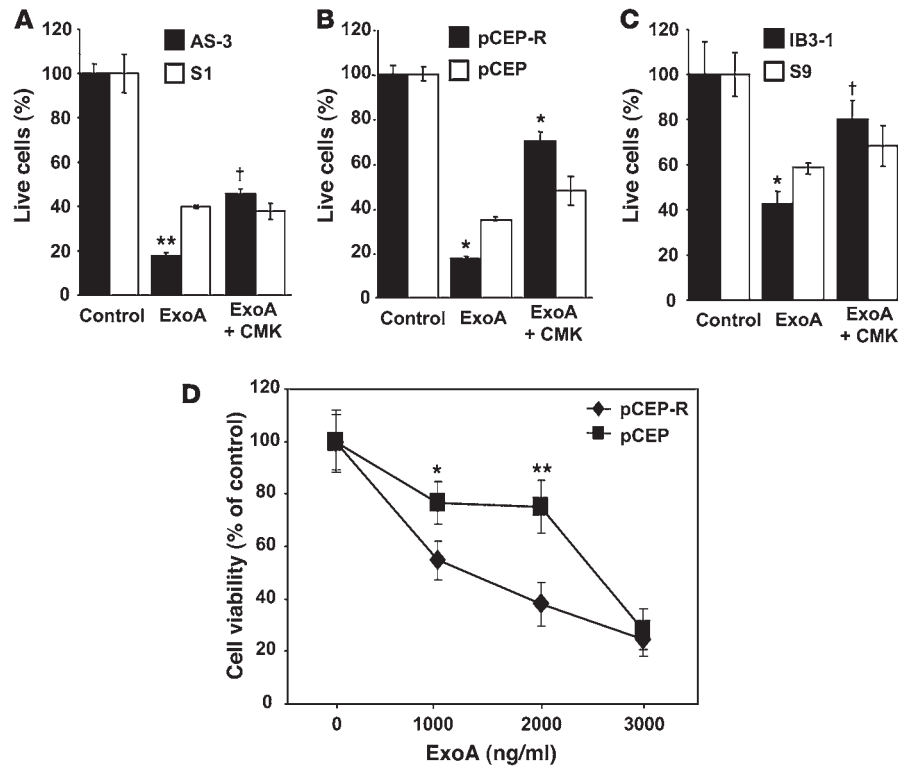 A
120
100
80
60
40
20
0
Live cells (%)
AS-3
S1
**
†
Control
ExoA
ExoA
+ CMK
B
120
100
80
60
40
20
0
Live cells (%)
pCEP-R
pCEP
*
*
Control
ExoA
ExoA
+ CMK
C
120
100
80
60
40
20
0
Live cells (%)
IB3-1
S9
*
†
Control
ExoA
ExoA
+ CMK
D
120
100
80
60
40
20
0
Cell viability (% of control)
pCEP-R
pCEP
*
**
0
1000
2000
3000
ExoA (ng/ml)